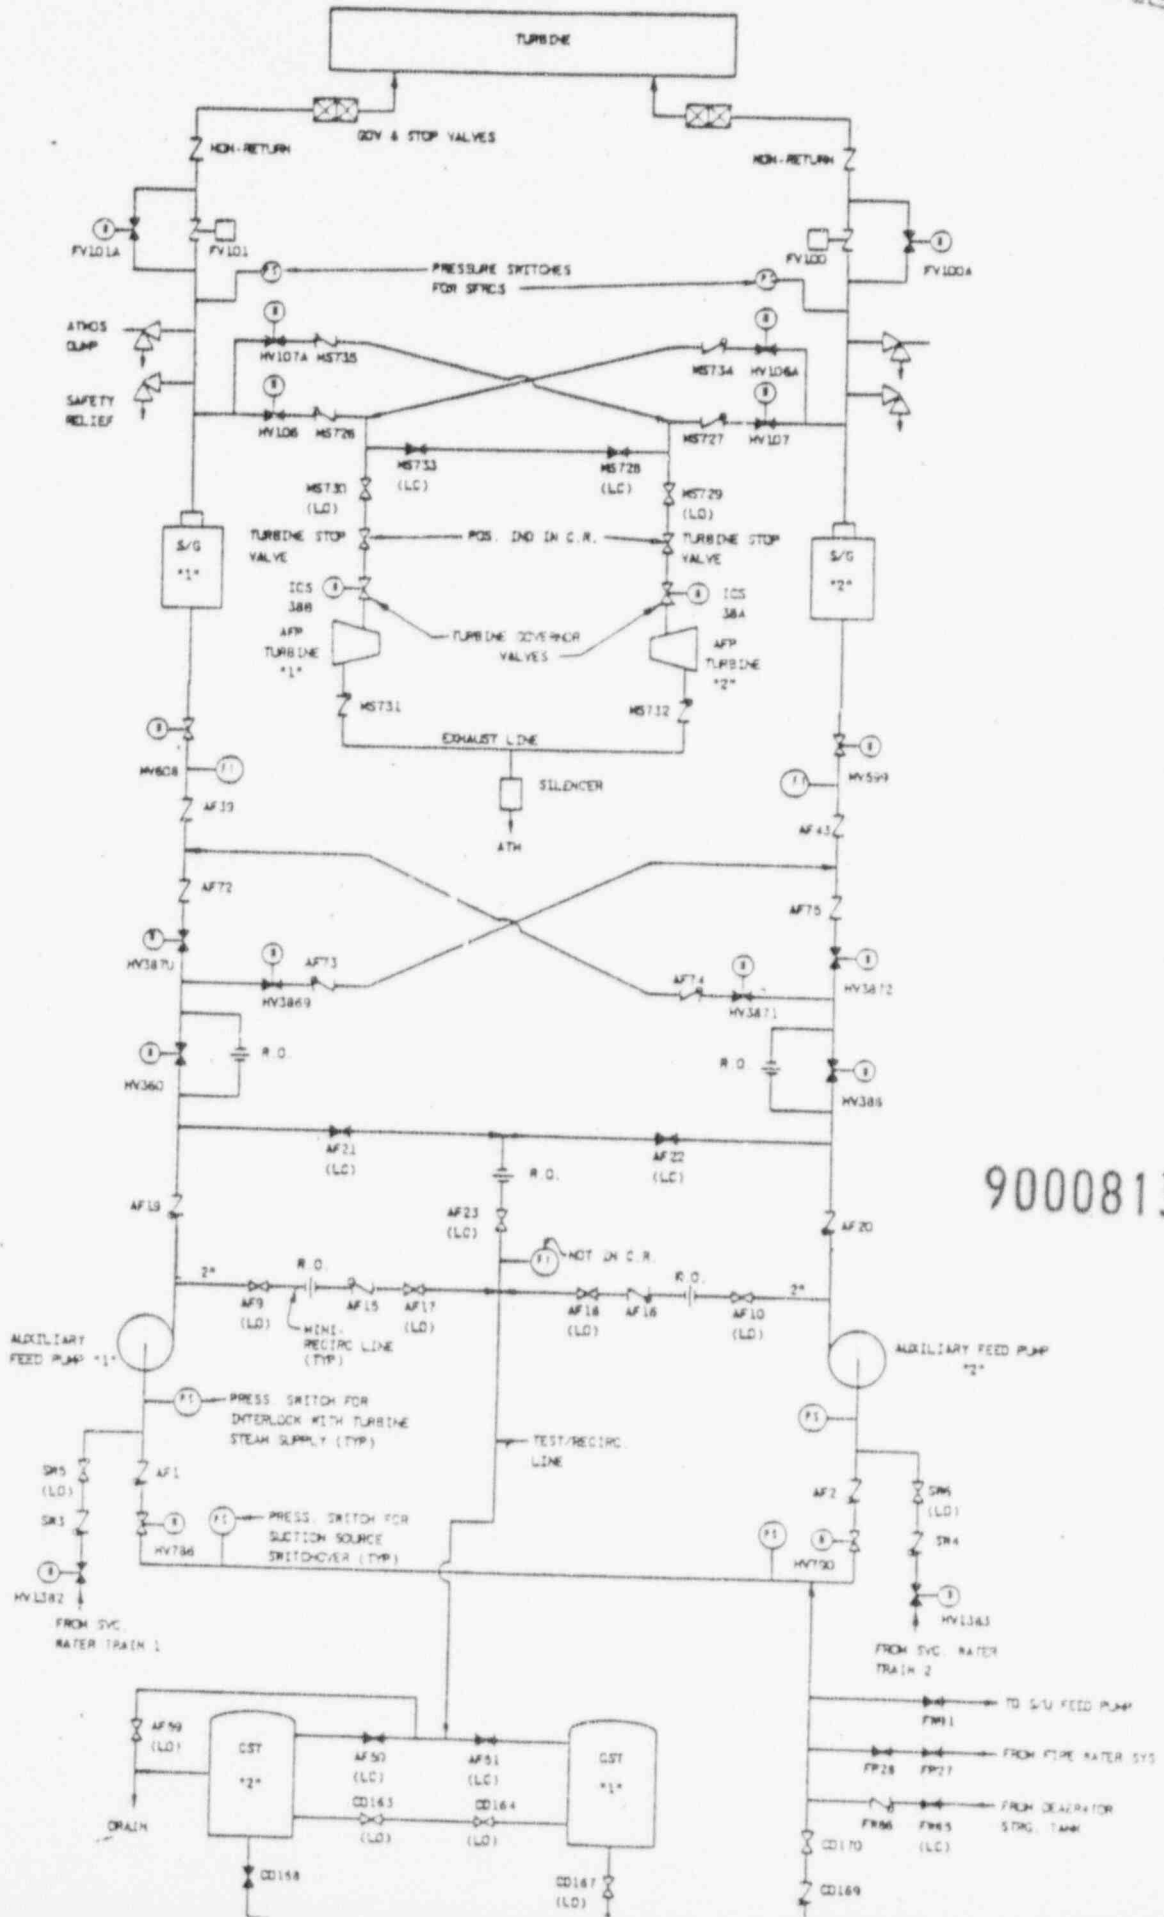 TURBINE
GOV & STOP VALVES
NON-RETURN
NON-RETURN
FV101A
FV101
FV100
FV100A
PS
PRESSURE SWITCHES
FOR SFRCS
PS
ATMOS
DUMP
HV107A
MS735
MS734
HV106A
SAFETY
RELIEF
HV106
MS726
MS727
HV107
MS733
(LC)
MS728
(LC)
MS730
(LO)
MS729
(LO)
TURBINE STOP
VALVE
POS. IND IN C.R.
TURBINE STOP
VALVE
S/G
"1"
S/G
"2"
ICS
38B
ICS
38A
AFP
TURBINE
"1"
TURBINE GOVERNOR
VALVES
AFP
TURBINE
"2"
MS731
MS732
EXHAUST LINE
HV608
HV599
SILENCER
AF39
AF43
ATM
AF72
AF75
HV3870
AF73
HV3869
AF74
HV3871
HV3872
R.O.
R.O.
HV360
HV388
AF21
(LC)
AF22
(LC)
R.O.
AF19
AF23
(LC)
AF20
9000813
NOT IN C.R.
2"
R.O.
R.O.
2"
AF9
(LO)
AF15
AF17
(LO)
AF18
(LO)
AF16
AF10
(LO)
MINI-
RECIRC LINE
(TYP)
AUXILIARY
FEED PUMP "1"
AUXILIARY FEED PUMP
"2"
PS
PRESS. SWITCH FOR
INTERLOCK WITH TURBINE
STEAM SUPPLY (TYP)
PS
TEST/RECIRC.
LINE
SW5
(LO)
AF1
AF2
SW6
(LO)
SW3
SW4
HV786
PS
PRESS. SWITCH FOR
SUCTION SOURCE
SWITCHOVER (TYP)
PS
HV790
HV1382
HV1383
FROM SVC.
WATER TRAIN 1
FROM SVC. WATER
TRAIN 2
TO S/U FEED PUMP
FW91
AF59
(LO)
CST
"2"
AF50
(LC)
AF51
(LC)
CST
"1"
FP28
FP27
FROM FIRE WATER SYS
CD163
(LO)
CD164
(LO)
DRAIN
FW66
FW65
(LC)
FROM DEAERATOR
STRG. TANK
CD170
CD168
CD167
(LO)
CD169